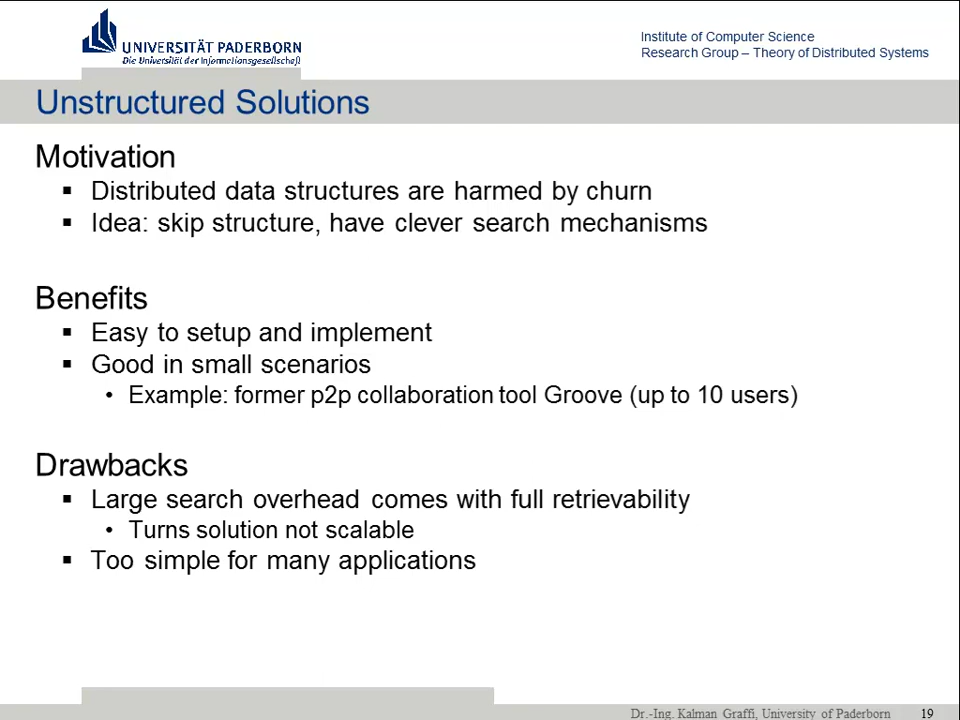 UNIVERSITÄT PADERBORN
Die Universität der Informationsgesellschaft
Institute of Computer Science
Research Group – Theory of Distributed Systems
Unstructured Solutions
Motivation
▪ Distributed data structures are harmed by churn
▪ Idea: skip structure, have clever search mechanisms
Benefits
▪ Easy to setup and implement
▪ Good in small scenarios
• Example: former p2p collaboration tool Groove (up to 10 users)
Drawbacks
▪ Large search overhead comes with full retrievability
• Turns solution not scalable
▪ Too simple for many applications
Dr.-Ing. Kalman Graffi, University of Paderborn 19